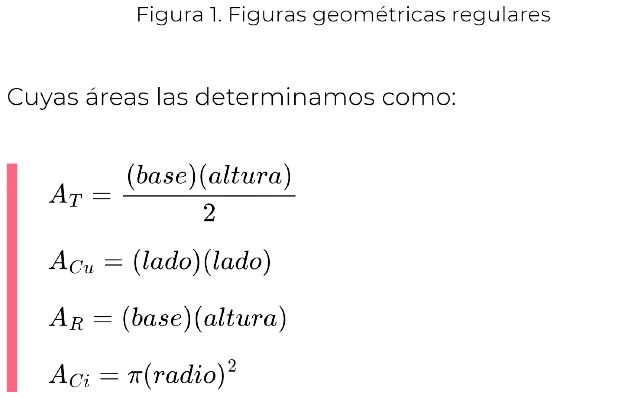 Figura 1. Figuras geométricas regulares
Cuyas áreas las determinamos como:
A_T = \frac{(base)(altura)}{2}
A_{Cu} = (lado)(lado)
A_R = (base)(altura)
A_{Ci} = π(radio)^2